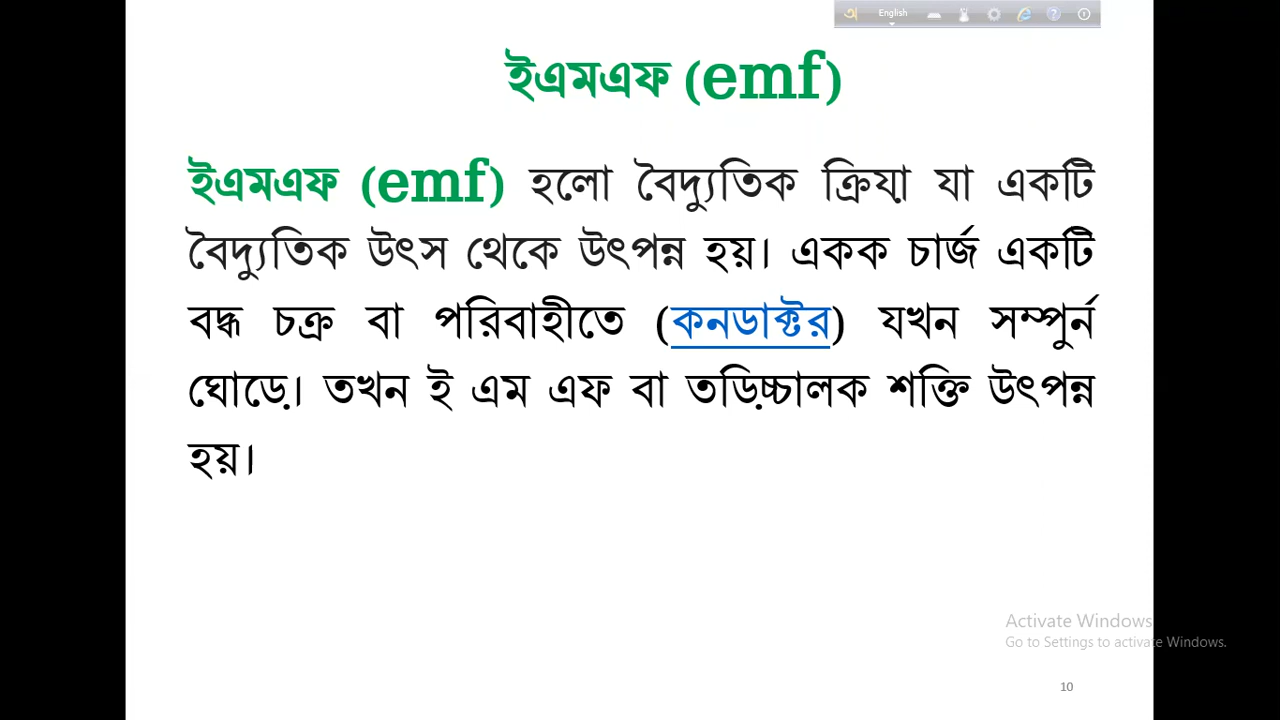 অ English
ইএমএফ (emf)
ইএমএফ (emf) হলো বৈদ্যুতিক ক্রিয়া যা একটি
বৈদ্যুতিক উৎস থেকে উৎপন্ন হয়। একক চার্জ একটি
বদ্ধ চক্র বা পরিবাহীতে (কনডাক্টর) যখন সম্পুর্ন
ঘোড়ে। তখন ই এম এফ বা তড়িচ্চালক শক্তি উৎপন্ন
হয়।
Activate Windows
Go to Settings to activate Windows.
10